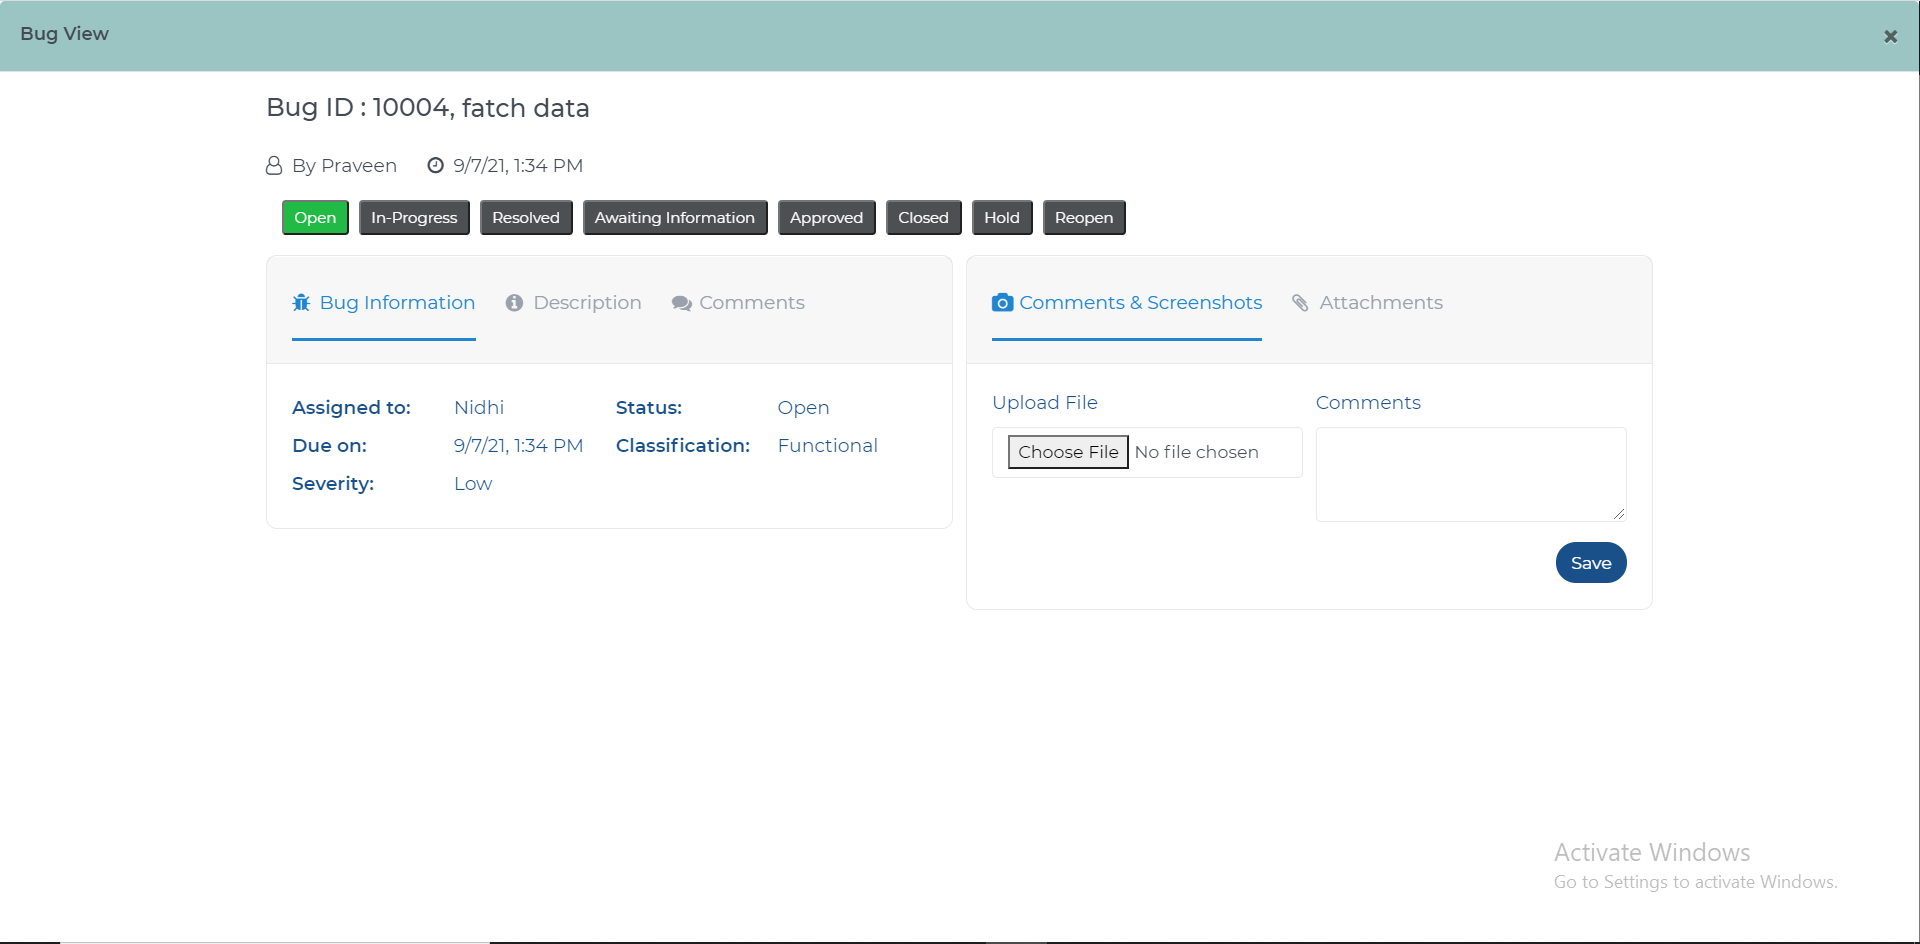 Bug View
Bug ID : 10004, fatch data
By Praveen 9/7/21, 1:34 PM
Open In-Progress Resolved Awaiting Information Approved Closed Hold Reopen
Bug Information Description Comments
Assigned to: Nidhi Status: Open
Due on: 9/7/21, 1:34 PM Classification: Functional
Severity: Low
Comments & Screenshots Attachments
Upload File Comments
Choose File No file chosen
Save
Activate Windows
Go to Settings to activate Windows.